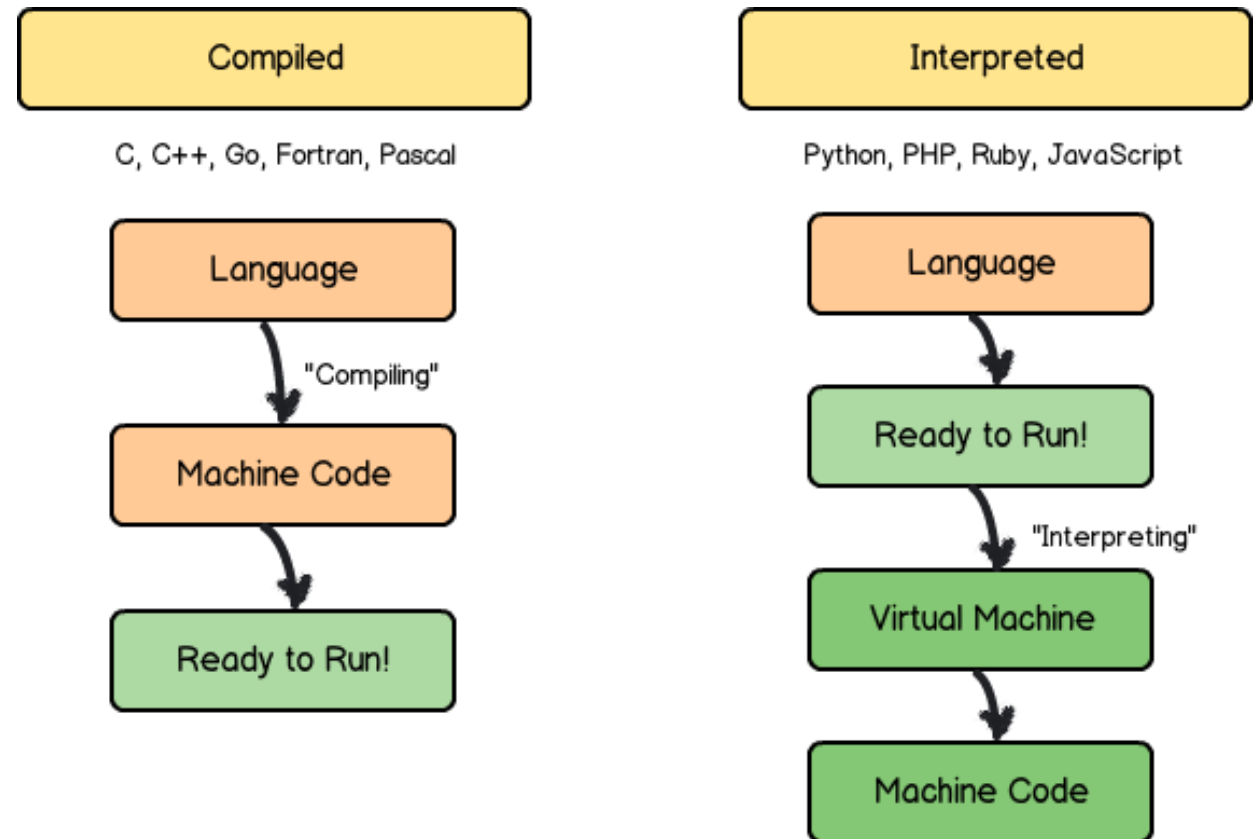 Compiled
C, C++, Go, Fortran, Pascal
Language
"Compiling"
Machine Code
Ready to Run!
Interpreted
Python, PHP, Ruby, JavaScript
Language
Ready to Run!
"Interpreting"
Virtual Machine
Machine Code